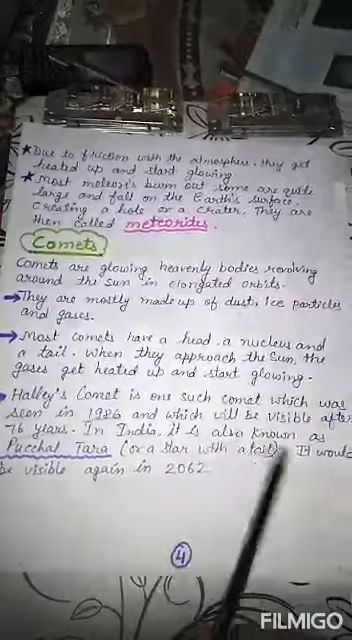 ★ Due to friction with the atmosphere, they get
heated up and start glowing
★ Most meteors burn out some are quite
large and fall on the Earth's surface,
creating a hole or a crater. They are
then called meteorites.
Comets
Comets are glowing heavenly bodies revolving
around the sun in elongated orbits.
→ They are mostly made up of dust, Ice particles
and gases.
→ Most comets have a head, a nucleus and
a tail. When they approach the Sun, the
gases get heated up and start glowing.
Halley's Comet is one such comet which was
seen in 1986 and which will be visible after
76 years. In India, it is also known as
Pucchal Tara (or a star with a tail). It would
be visible again in 2062
4
FILMIGO